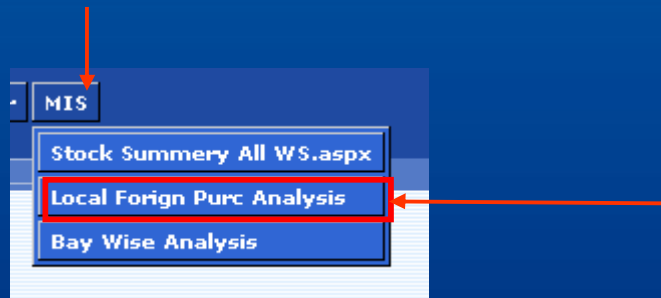 MIS
Stock Summery All WS.aspx
Local Forign Purc Analysis
Bay Wise Analysis